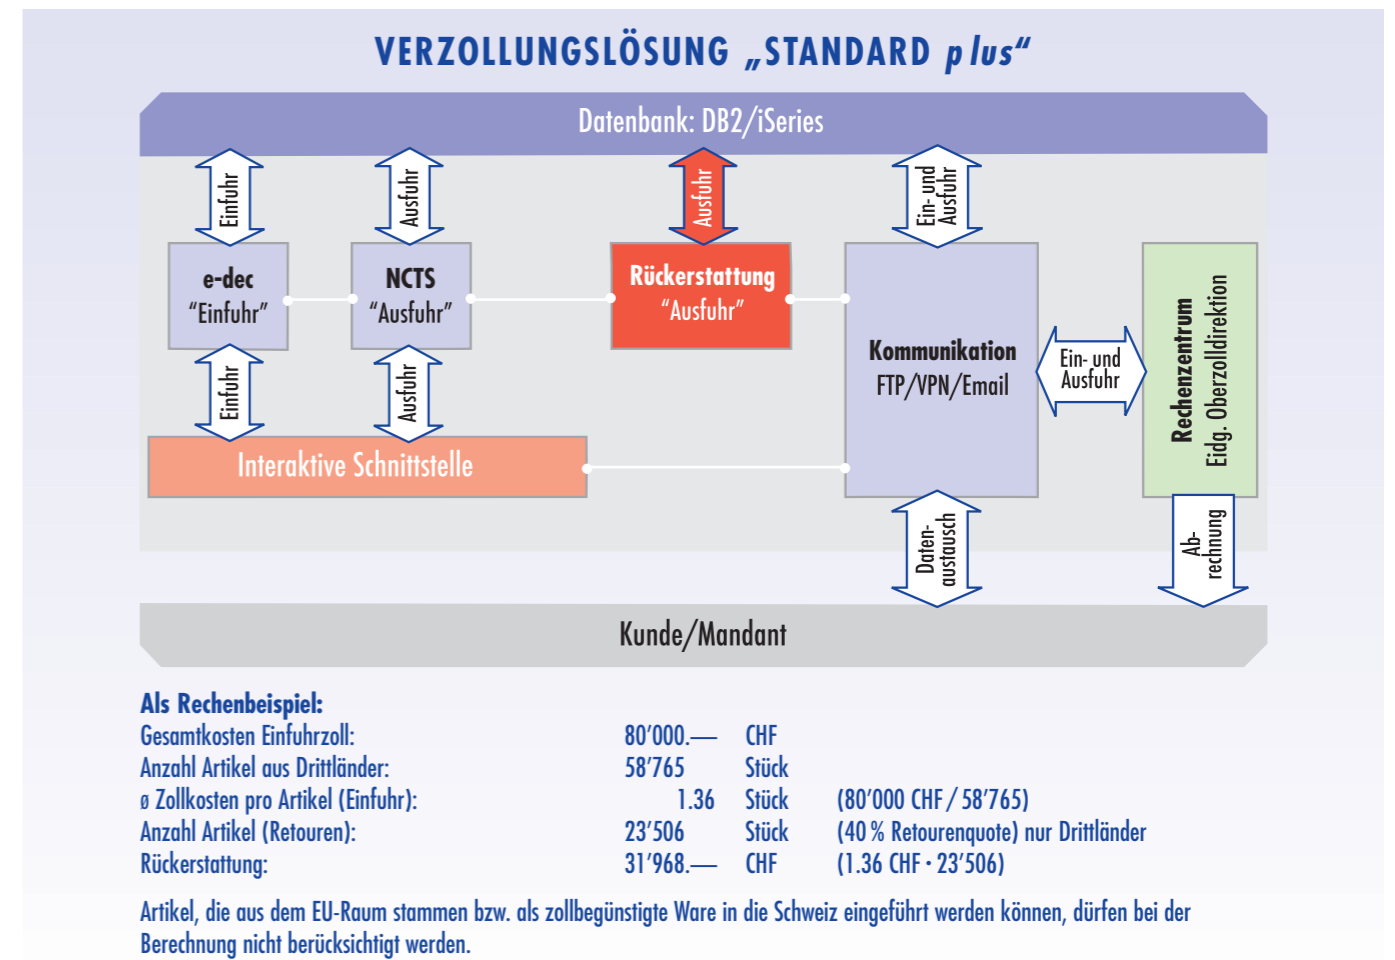 VERZOLLUNGSLÖSUNG „STANDARD plus“
Datenbank: DB2/iSeries
Einfuhr
Ausfuhr
Ausfuhr
Ein- und
Ausfuhr
e-dec
“Einfuhr”
NCTS
“Ausfuhr”
Rückerstattung
“Ausfuhr”
Kommunikation
FTP/VPN/Email
Ein- und
Ausfuhr
Rechenzentrum
Eidg. Oberzolldirektion
Einfuhr
Ausfuhr
Interaktive Schnittstelle
Daten-
austausch
Ab-
rechnung
Kunde/Mandant
Als Rechenbeispiel:
Gesamtkosten Einfuhrzoll: 80’000.— CHF
Anzahl Artikel aus Drittländer: 58’765 Stück
ø Zollkosten pro Artikel (Einfuhr): 1.36 Stück (80’000 CHF / 58’765)
Anzahl Artikel (Retouren): 23’506 Stück (40 % Retourenquote) nur Drittländer
Rückerstattung: 31’968.— CHF (1.36 CHF · 23’506)
Artikel, die aus dem EU-Raum stammen bzw. als zollbegünstigte Ware in die Schweiz eingeführt werden können, dürfen bei der
Berechnung nicht berücksichtigt werden.